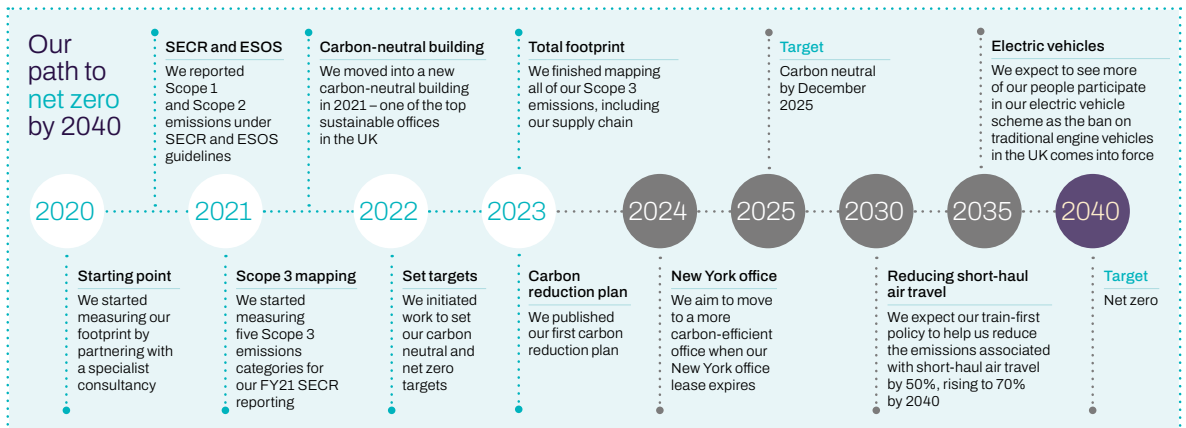 Our
path to
net zero
by 2040
SECR and ESOS
We reported
Scope 1
and Scope 2
emissions under
SECR and ESOS
guidelines
Carbon-neutral building
We moved into a new
carbon-neutral building
in 2021 – one of the top
sustainable offices
in the UK
Total footprint
We finished mapping
all of our Scope 3
emissions, including
our supply chain
Target
Carbon neutral
by December
2025
Electric vehicles
We expect to see more
of our people participate
in our electric vehicle
scheme as the ban on
traditional engine vehicles
in the UK comes into force
2020
2021
2022
2023
2024
2025
2030
2035
2040
Starting point
We started
measuring our
footprint by
partnering with
a specialist
consultancy
Scope 3 mapping
We started
measuring
five Scope 3
emissions
categories for
our FY21 SECR
reporting
Set targets
We initiated
work to set
our carbon
neutral and
net zero
targets
Carbon
reduction plan
We published
our first carbon
reduction plan
New York office
We aim to move
to a more
carbon-efficient
office when our
New York office
lease expires
Reducing short-haul
air travel
We expect our train-first
policy to help us reduce
the emissions associated
with short-haul air travel
by 50%, rising to 70%
by 2040
Target
Net zero